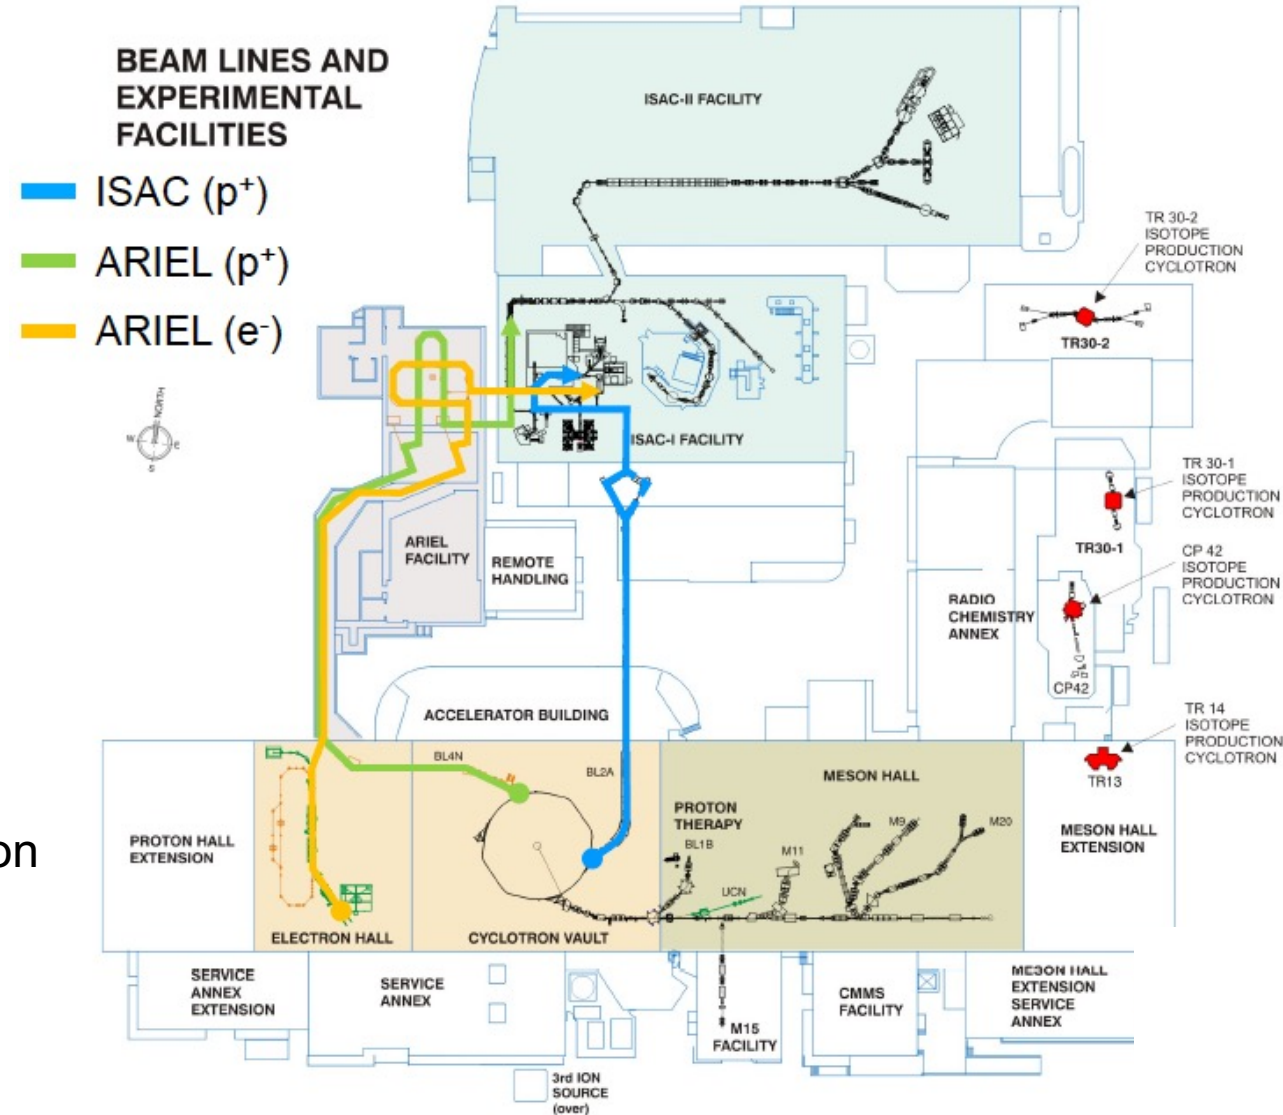 BEAM LINES AND
EXPERIMENTAL
FACILITIES
ISAC (p⁺)
ARIEL (p⁺)
ARIEL (e⁻)
NORTH
W
E
S
ISAC-II FACILITY
TR 30-2
ISOTOPE
PRODUCTION
CYCLOTRON
TR30-2
ISAC-I FACILITY
TR 30-1
ISOTOPE
PRODUCTION
CYCLOTRON
TR30-1
ARIEL
FACILITY
REMOTE
HANDLING
CP 42
ISOTOPE
PRODUCTION
CYCLOTRON
RADIO
CHEMISTRY
ANNEX
CP42
ACCELERATOR BUILDING
TR 14
ISOTOPE
PRODUCTION
CYCLOTRON
TR13
BL4N
BL2A
MESON HALL
PROTON
THERAPY
BL1B
M9
M20
M11
UCN
PROTON HALL
EXTENSION
on
MESON HALL
EXTENSION
ELECTRON HALL
CYCLOTRON VAULT
SERVICE
ANNEX
EXTENSION
SERVICE
ANNEX
M15
FACILITY
CMMS
FACILITY
MESON HALL
EXTENSION
SERVICE
ANNEX
3rd ION
SOURCE
(over)